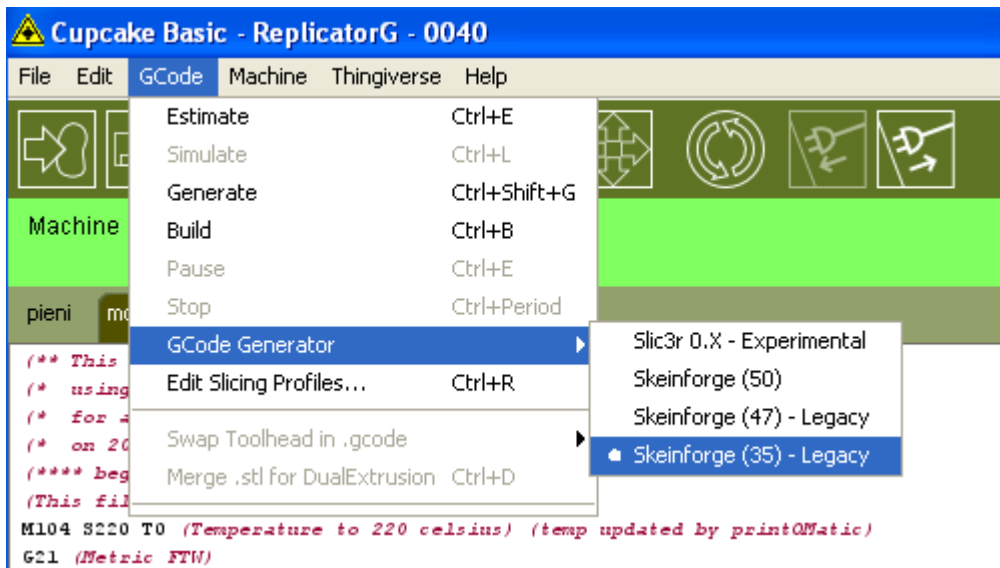 Cupcake Basic - ReplicatorG - 0040
File Edit GCode Machine Thingiverse Help
Estimate Ctrl+E
Simulate Ctrl+L
Generate Ctrl+Shift+G
Machine
Build Ctrl+B
Pause Ctrl+E
Stop Ctrl+Period
pieni
GCode Generator
Slic3r 0.X - Experimental
Edit Slicing Profiles... Ctrl+R
Skeinforge (50)
Skeinforge (47) - Legacy
Swap Toolhead in .gcode
Skeinforge (35) - Legacy
Merge .stl for DualExtrusion Ctrl+D
(** This
(* using
(* for
(* on 20
(**** beg
(This fil
M104 S220 T0 (Temperature to 220 celsius) (temp updated by printOMatic)
G21 (Metric FTW)